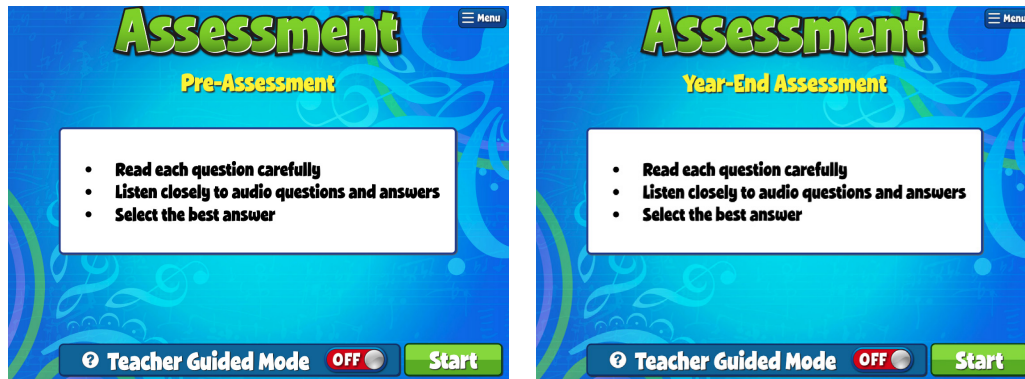 Assessment
Menu
Pre-Assessment
• Read each question carefully
• Listen closely to audio questions and answers
• Select the best answer
? Teacher Guided Mode OFF
Start
Assessment
Menu
Year-End Assessment
• Read each question carefully
• Listen closely to audio questions and answers
• Select the best answer
? Teacher Guided Mode OFF
Start